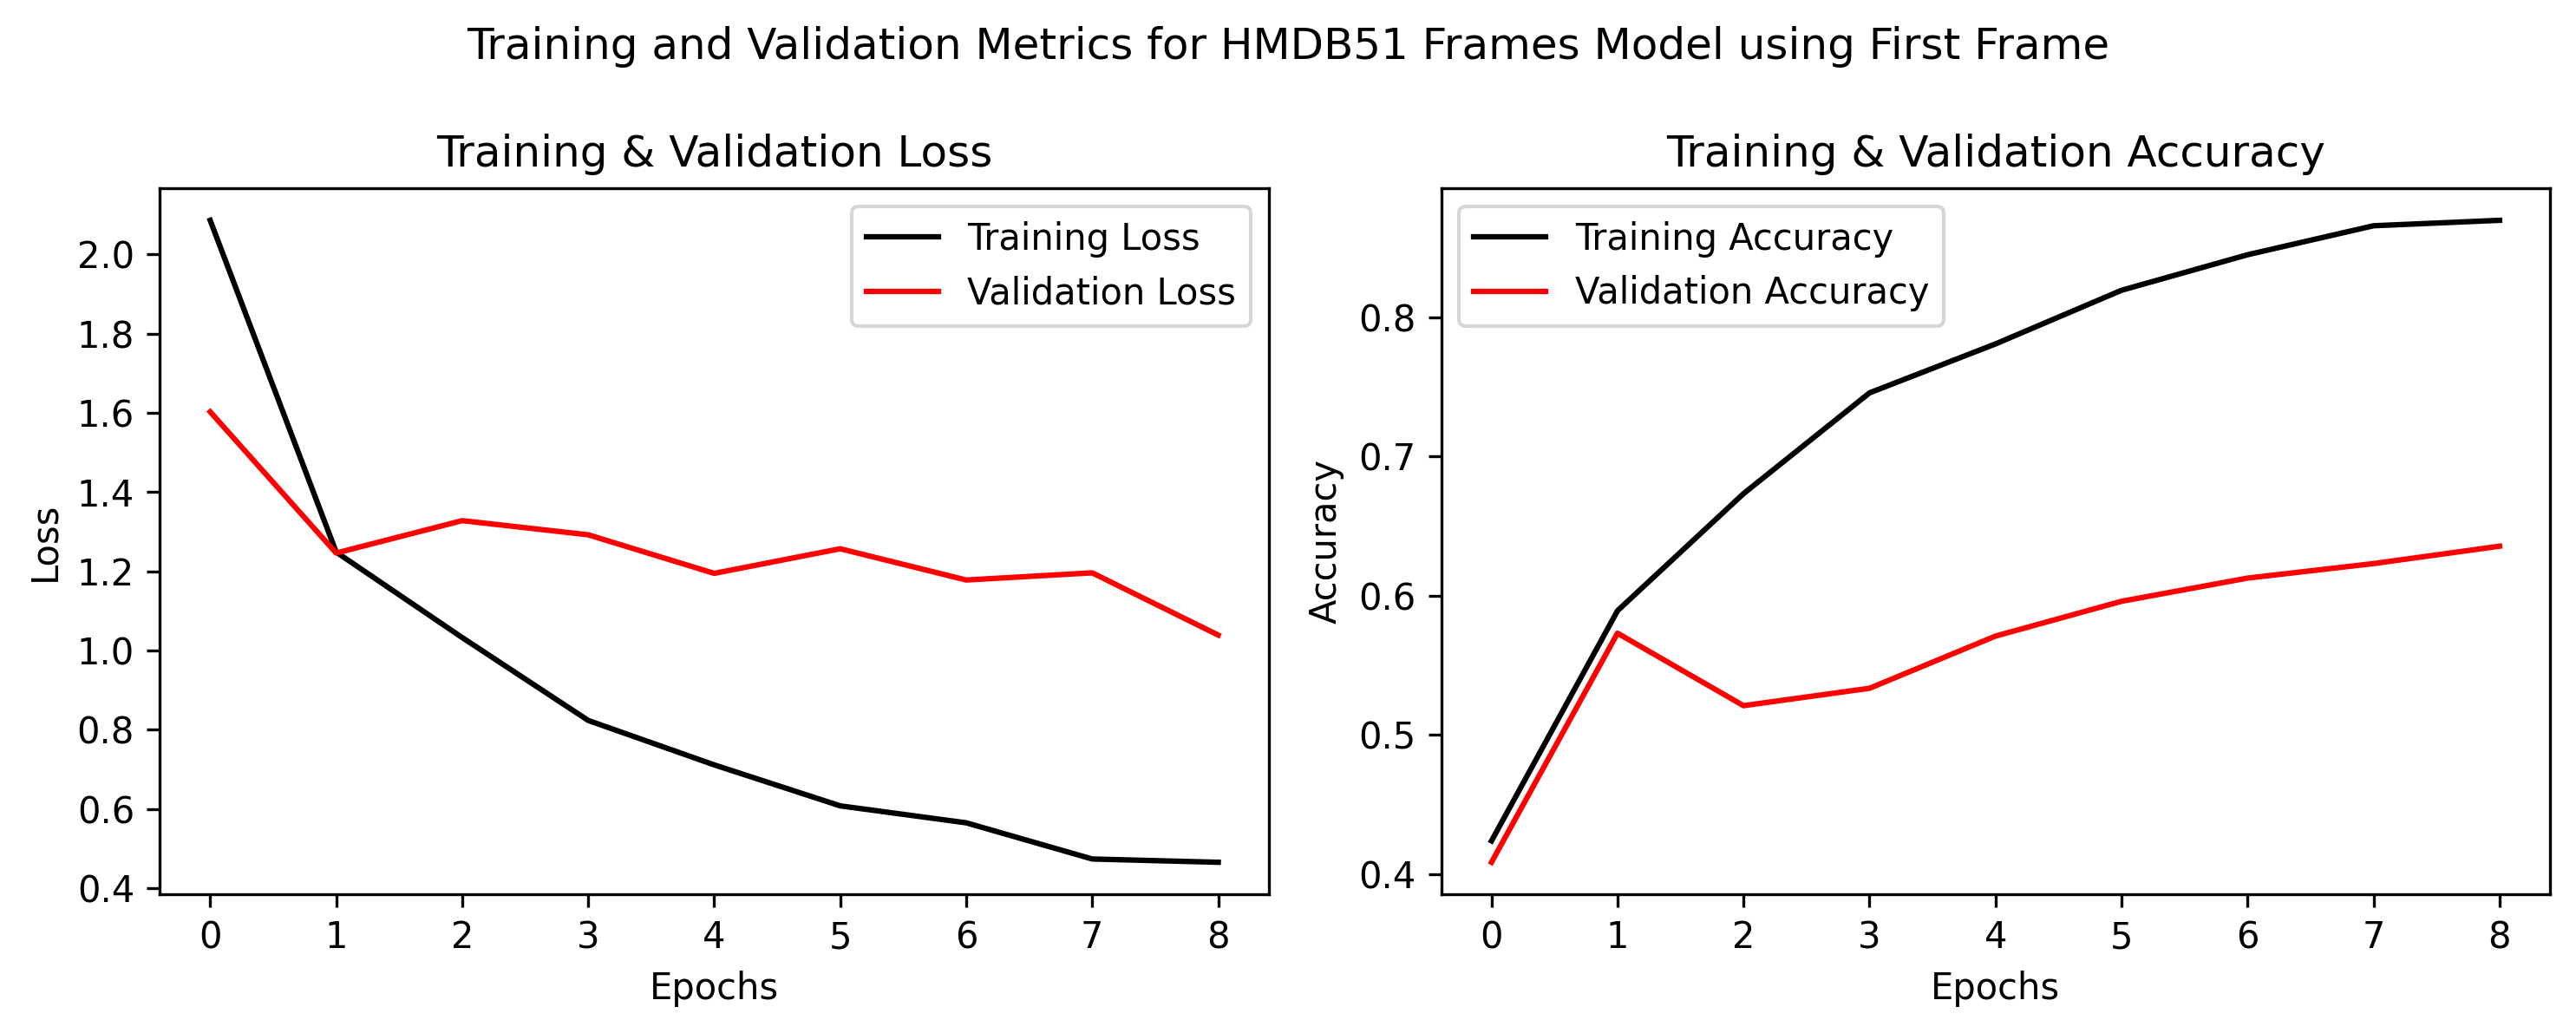 Training and Validation Metrics for HMDB51 Frames Model using First Frame
Training & Validation Loss
Training Loss
Validation Loss
Loss
2.0
1.8
1.6
1.4
1.2
1.0
0.8
0.6
0.4
0 1 2 3 4 5 6 7 8
Epochs
Training & Validation Accuracy
Training Accuracy
Validation Accuracy
Accuracy
0.8
0.7
0.6
0.5
0.4
0 1 2 3 4 5 6 7 8
Epochs